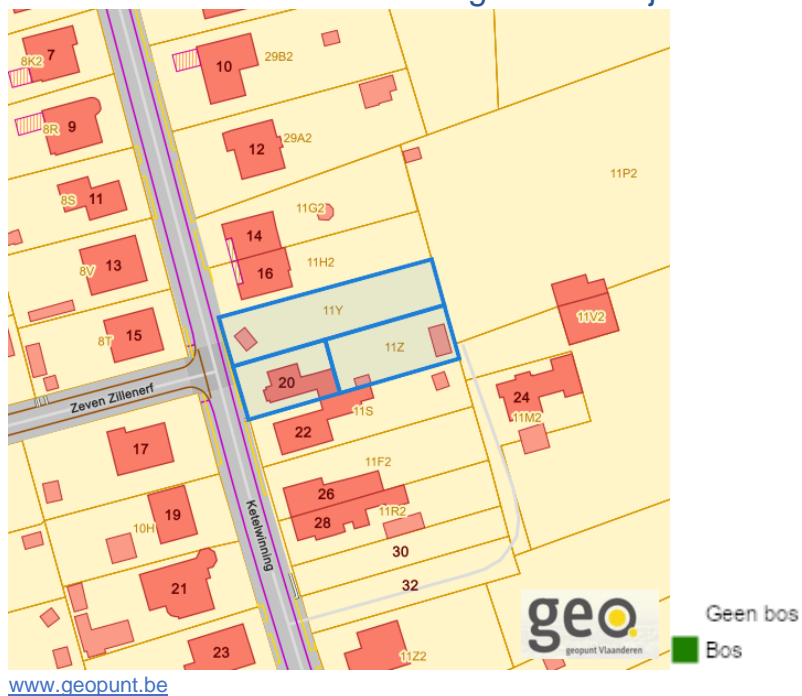 7
8K2
10
29B2
9
8R
12
29A2
11P2
11
8S
11G2
14
13
8V
16
11H2
11Y
15
8T
11Z
11V2
20
Zeven Zillenerf
24
11S
11M2
22
17
11F2
26
Ketelwinning
28
11R2
19
10H
30
32
21
geo.
geopunt Vlaanderen
23
11Z2
Geen bos
Bos
www.geopunt.be